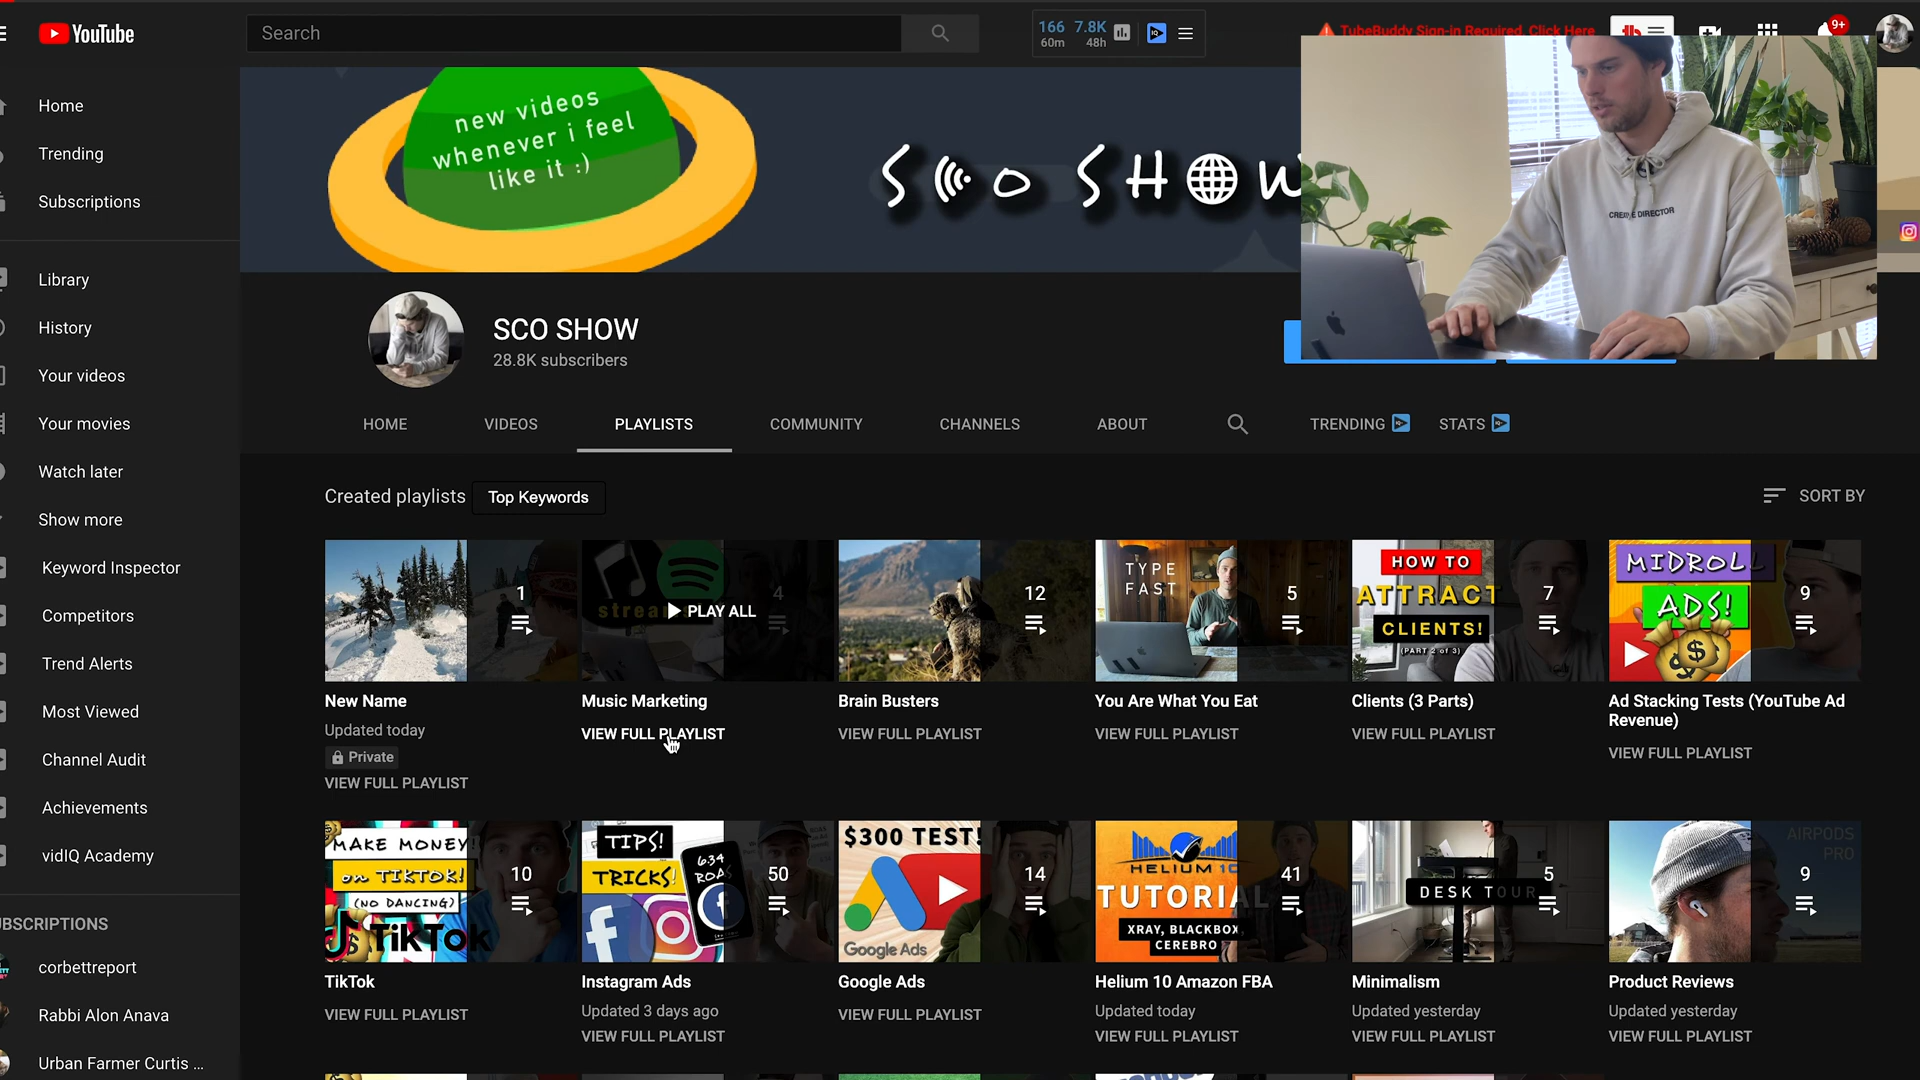 YouTube
Search
166 7.8K
60m 48h
TubeBuddy Sign-in Required, Click Here
9+
Home
Trending
Subscriptions
Library
History
Your videos
Your movies
Watch later
Show more
Keyword Inspector
Competitors
Trend Alerts
Most Viewed
Channel Audit
Achievements
vidIQ Academy
UBSCRIPTIONS
corbettreport
Rabbi Alon Anava
Urban Farmer Curtis ...
new videos
whenever i feel
like it :)
SCO SHOW
CREATIVE DIRECTOR
SCO SHOW
28.8K subscribers
HOME VIDEOS PLAYLISTS COMMUNITY CHANNELS ABOUT TRENDING STATS
Created playlists Top Keywords SORT BY
1
New Name
Updated today
Private
VIEW FULL PLAYLIST
PLAY ALL
4
Music Marketing
VIEW FULL PLAYLIST
12
Brain Busters
VIEW FULL PLAYLIST
TYPE
FAST
5
You Are What You Eat
VIEW FULL PLAYLIST
HOW TO
ATTRACT
CLIENTS!
(PART 2 of 3)
7
Clients (3 Parts)
VIEW FULL PLAYLIST
MIDROLL
ADS!
9
Ad Stacking Tests (YouTube Ad
Revenue)
VIEW FULL PLAYLIST
MAKE MONEY
on TIKTOK!
(NO DANCING)
TikTok
10
TikTok
VIEW FULL PLAYLIST
TIPS!
TRICKS!
634
ROAS
50
Instagram Ads
Updated 3 days ago
VIEW FULL PLAYLIST
$300 TEST!
Google Ads
14
Google Ads
VIEW FULL PLAYLIST
HELIUM 10
TUTORIAL
XRAY, BLACKBOX,
CEREBRO
41
Helium 10 Amazon FBA
Updated today
VIEW FULL PLAYLIST
DESK TOUR
5
Minimalism
Updated yesterday
VIEW FULL PLAYLIST
AIRPODS
PRO
9
Product Reviews
Updated yesterday
VIEW FULL PLAYLIST